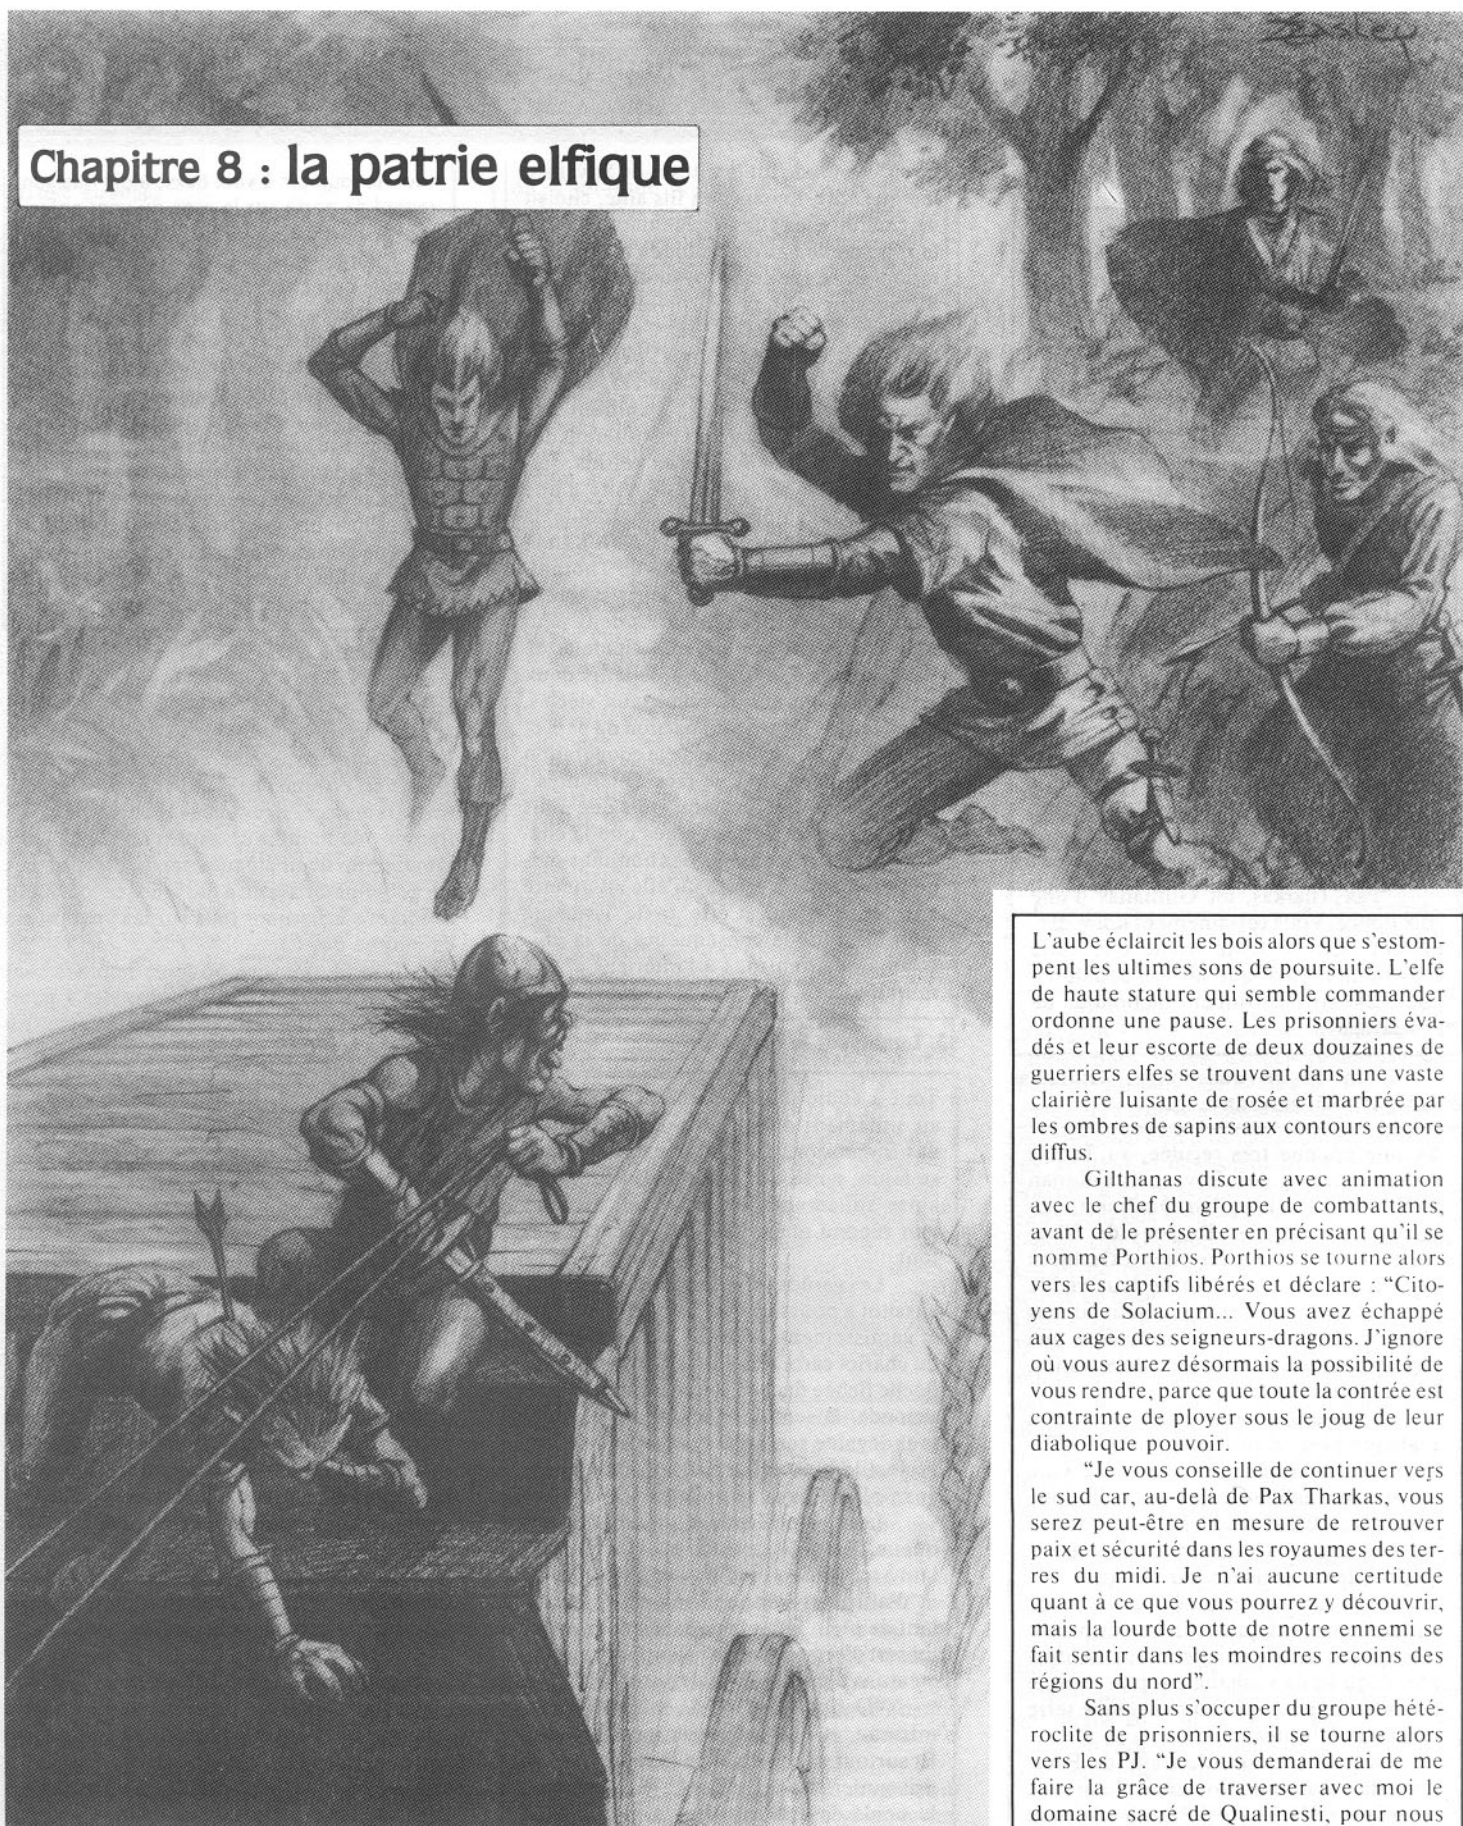 Easley
Chapitre 8 : la patrie elfique
L'aube éclaircit les bois alors que s'estom-
pent les ultimes sons de poursuite. L'elfe
de haute stature qui semble commander
ordonne une pause. Les prisonniers éva-
dés et leur escorte de deux douzaines de
guerriers elfes se trouvent dans une vaste
clairière luisante de rosée et marbrée par
les ombres de sapins aux contours encore
diffus.
Gilthanas discute avec animation
avec le chef du groupe de combattants,
avant de le présenter en précisant qu'il se
nomme Porthios. Porthios se tourne alors
vers les captifs libérés et déclare : “Cito-
yens de Solacium... Vous avez échappé
aux cages des seigneurs-dragons. J'ignore
où vous aurez désormais la possibilité de
vous rendre, parce que toute la contrée est
contrainte de ployer sous le joug de leur
diabolique pouvoir.
“Je vous conseille de continuer vers
le sud car, au-delà de Pax Tharkas, vous
serez peut-être en mesure de retrouver
paix et sécurité dans les royaumes des ter-
res du midi. Je n'ai aucune certitude
quant à ce que vous pourrez y découvrir,
mais la lourde botte de notre ennemi se
fait sentir dans les moindres recoins des
régions du nord”.
Sans plus s'occuper du groupe hété-
roclite de prisonniers, il se tourne alors
vers les PJ. “Je vous demanderai de me
faire la grâce de traverser avec moi le
domaine sacré de Qualinesti, pour nous